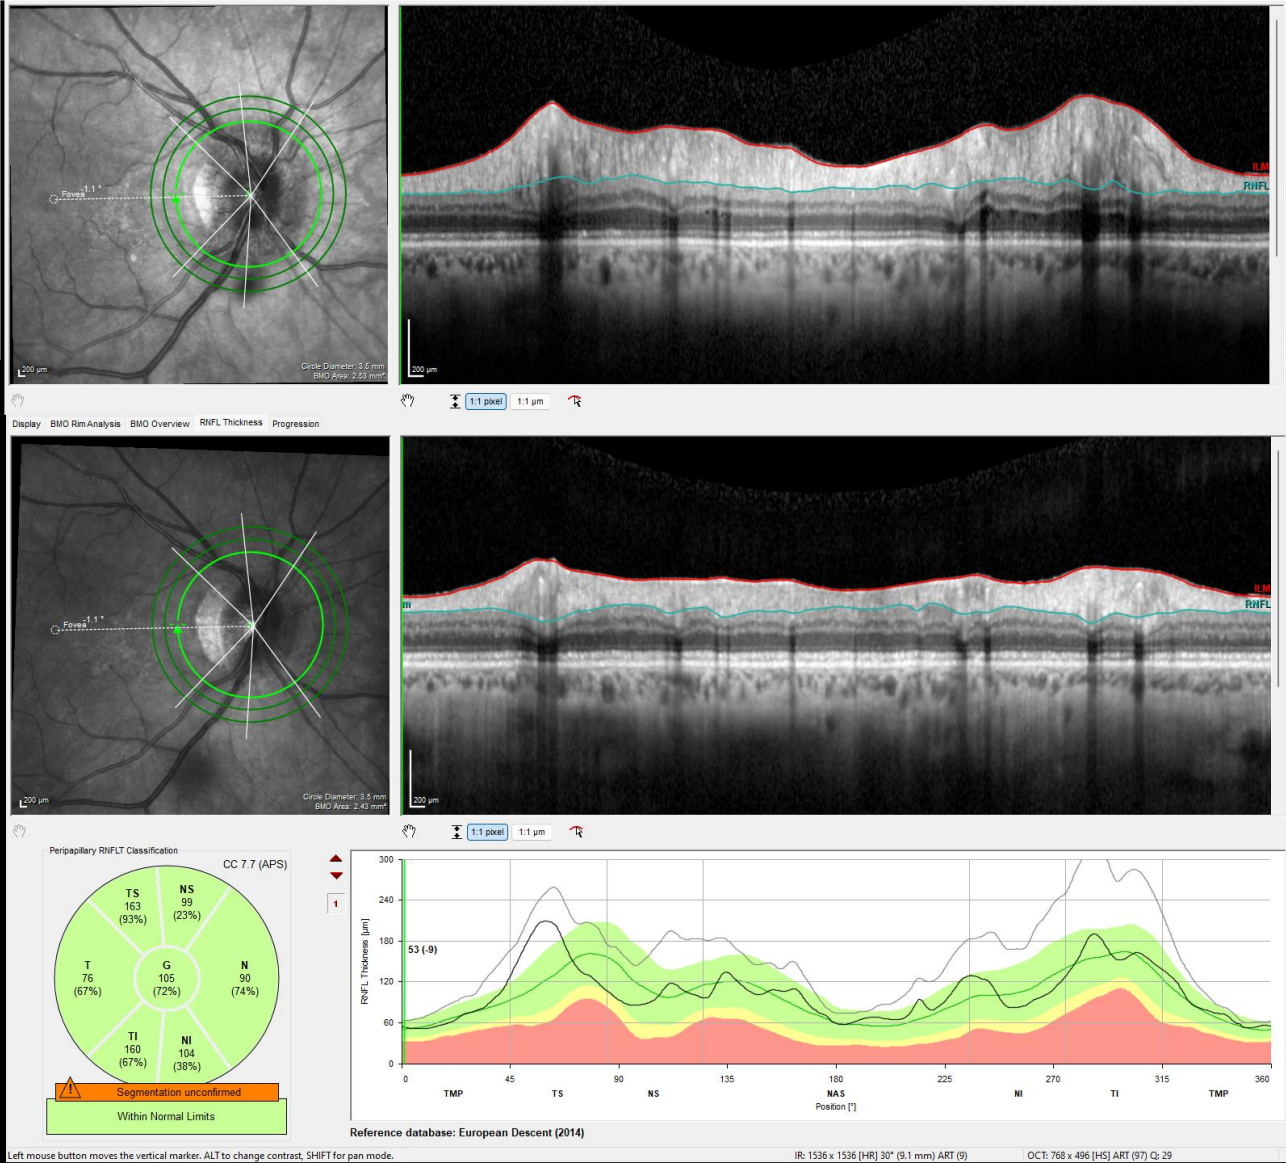 Fovea -1.1 °
200 µm
Circle Diameter: 3.5 mm
BMO Area: 2.53 mm²
ILM
RNFL
200 µm
1:1 pixel 1:1 µm
Display BMO Rim Analysis BMO Overview RNFL Thickness Progression
Fovea -1.1 °
200 µm
Circle Diameter: 3.5 mm
BMO Area: 2.43 mm²
m
ILM
RNFL
200 µm
1:1 pixel 1:1 µm
Peripapillary RNFLT Classification
CC 7.7 (APS)
TS
163
(93%)
NS
99
(23%)
T
76
(67%)
G
105
(72%)
N
90
(74%)
TI
160
(67%)
NI
104
(38%)
! Segmentation unconfirmed
Within Normal Limits
1
RNFL Thickness [µm]
300
240
180
120
60
0
53 (-9)
0 45 90 135 180 225 270 315 360
TMP TS NS NAS NI TI TMP
Position [°]
Reference database: European Descent (2014)
Left mouse button moves the vertical marker. ALT to change contrast, SHIFT for pan mode.
IR: 1536 x 1536 [HR] 30° (9.1 mm) ART (9)
OCT: 768 x 496 [HS] ART (97) Q: 29